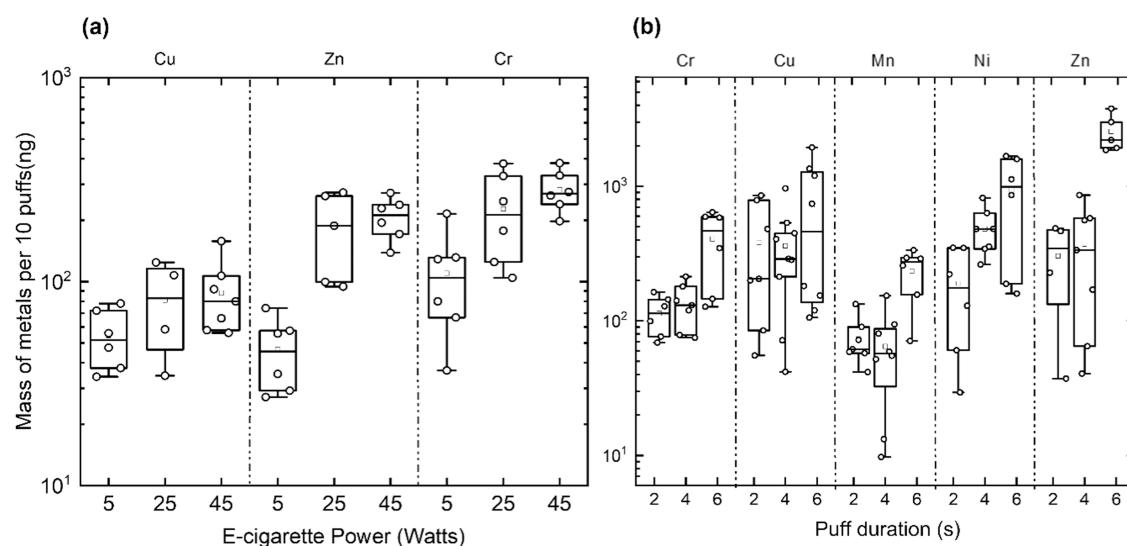 (a)
Cu Zn Cr
10³
10²
10¹
Mass of metals per 10 puffs(ng)
5 25 45 5 25 45 5 25 45
E-cigarette Power (Watts)
(b)
Cr Cu Mn Ni Zn
10³
10²
10¹
2 4 6 2 4 6 2 4 6 2 4 6 2 4 6
Puff duration (s)